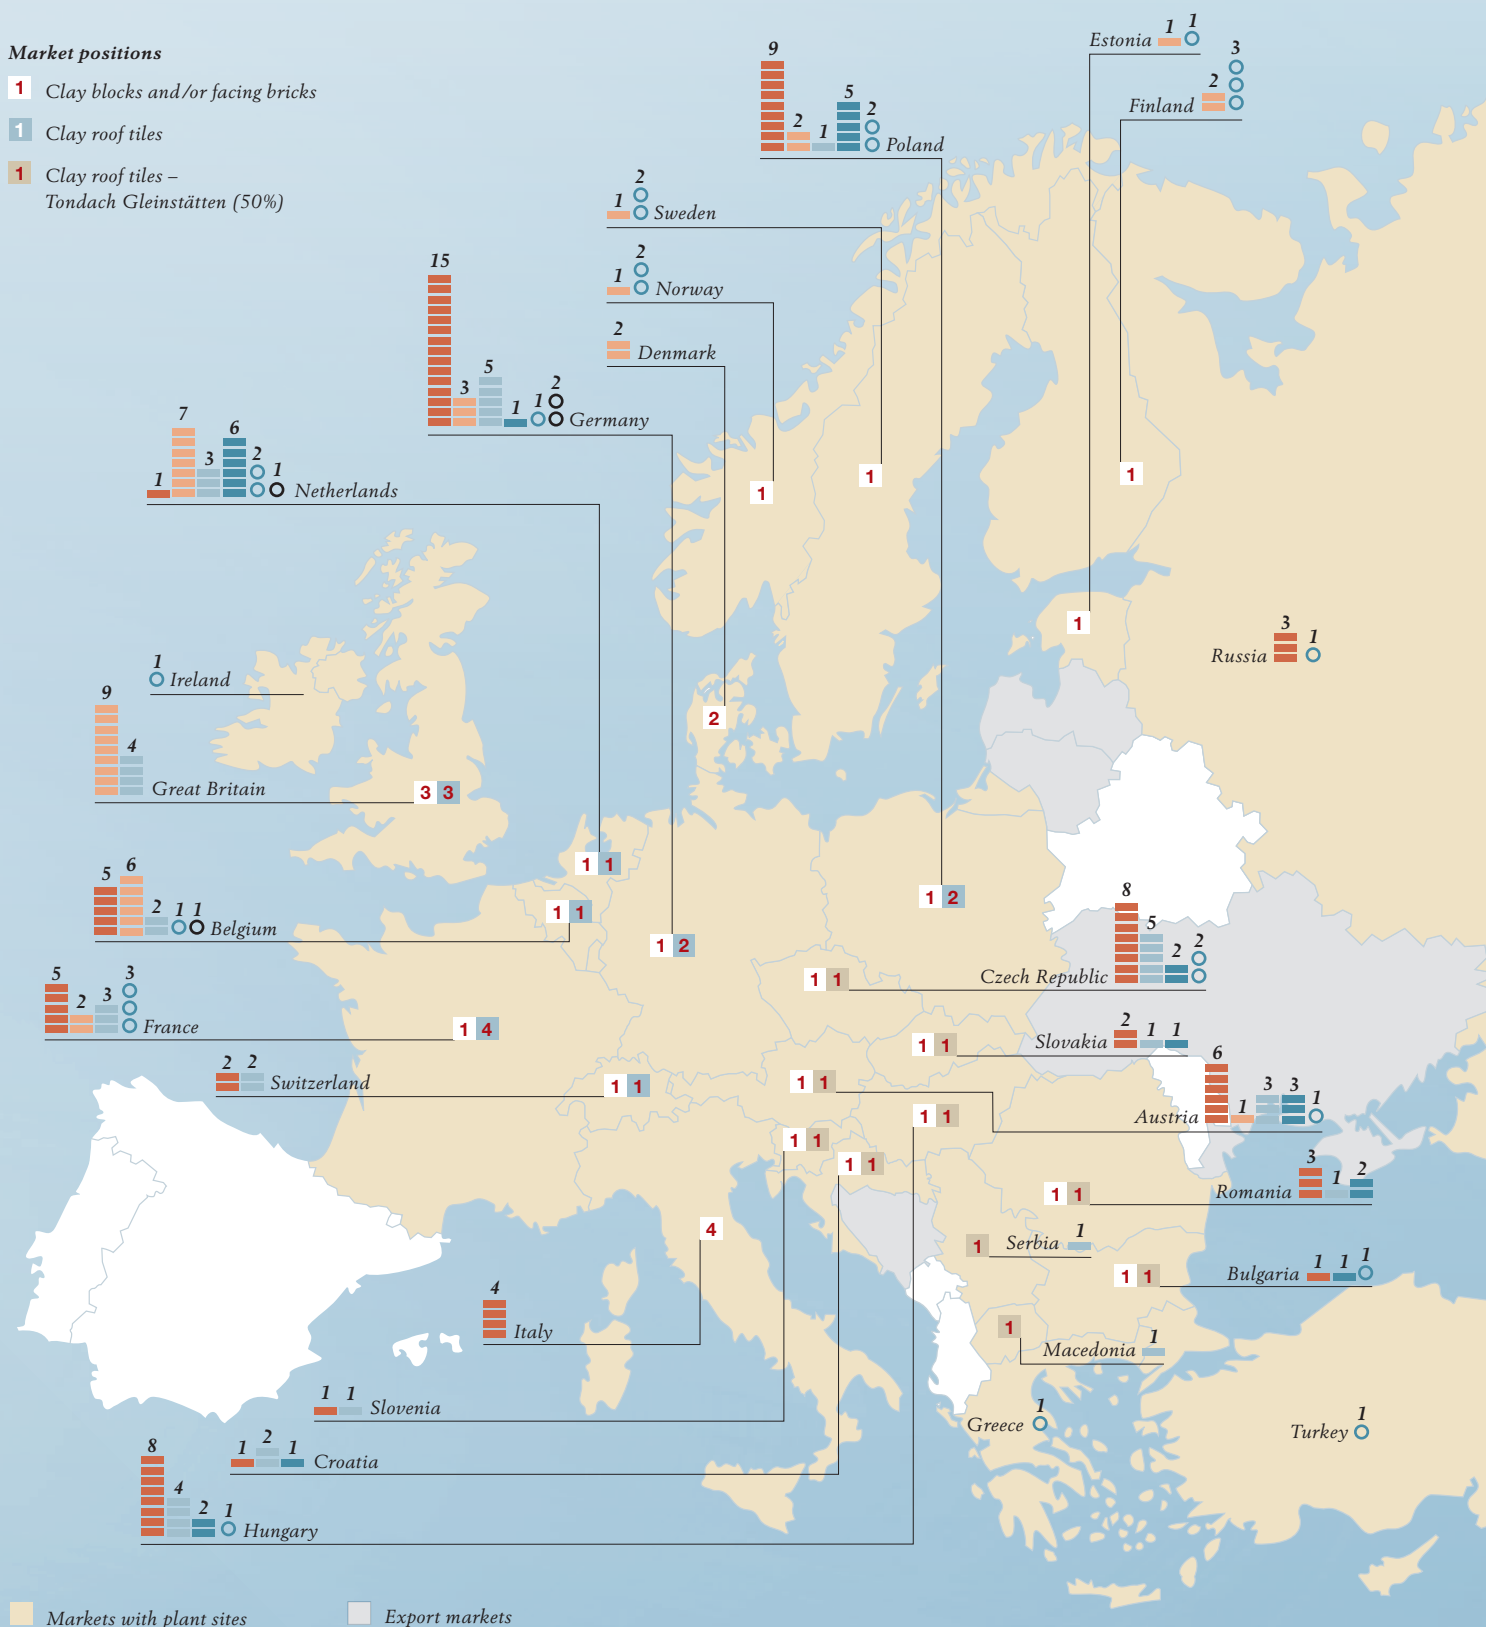 Market positions
1 Clay blocks and/or facing bricks
1 Clay roof tiles
1 Clay roof tiles –
Tondach Gleinstätten (50%)
1 1
Estonia
2 3
Finland
9 2 1 5 2
Poland
1 2
Sweden
1 2
Norway
2
Denmark
15 3 5 1 1 2
Germany
1 7 3 6 2 1
Netherlands
1
Ireland
9 4
Great Britain
5 6 2 1 1
Belgium
5 2 3 3
France
2 2
Switzerland
3 1
Russia
8 5 2 2
Czech Republic
2 1 1
Slovakia
6 1 3 3 1
Austria
3 1 2
Romania
1
Serbia
1 1 1
Bulgaria
1
Macedonia
1
Greece
1
Turkey
4
Italy
1 1
Slovenia
1 2 1
Croatia
8 4 2 1
Hungary
1
1
1
1
2
3 3
1 1
1 1
1 2
1 2
1 4
1 1
1 1
1 1
1 1
1 1
1 1
1 1
1 1
1
1 1
1
4
Markets with plant sites
Export markets